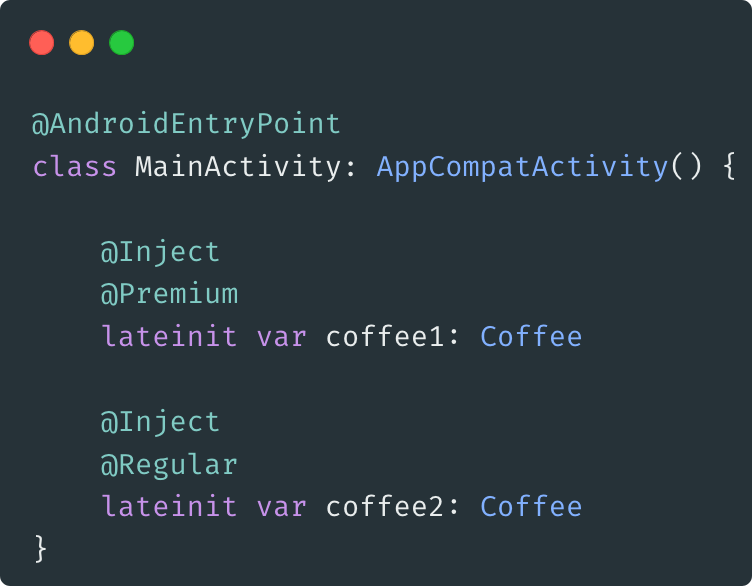 @AndroidEntryPoint
class MainActivity: AppCompatActivity() {
@Inject
@Premium
lateinit var coffee1: Coffee
@Inject
@Regular
lateinit var coffee2: Coffee
}